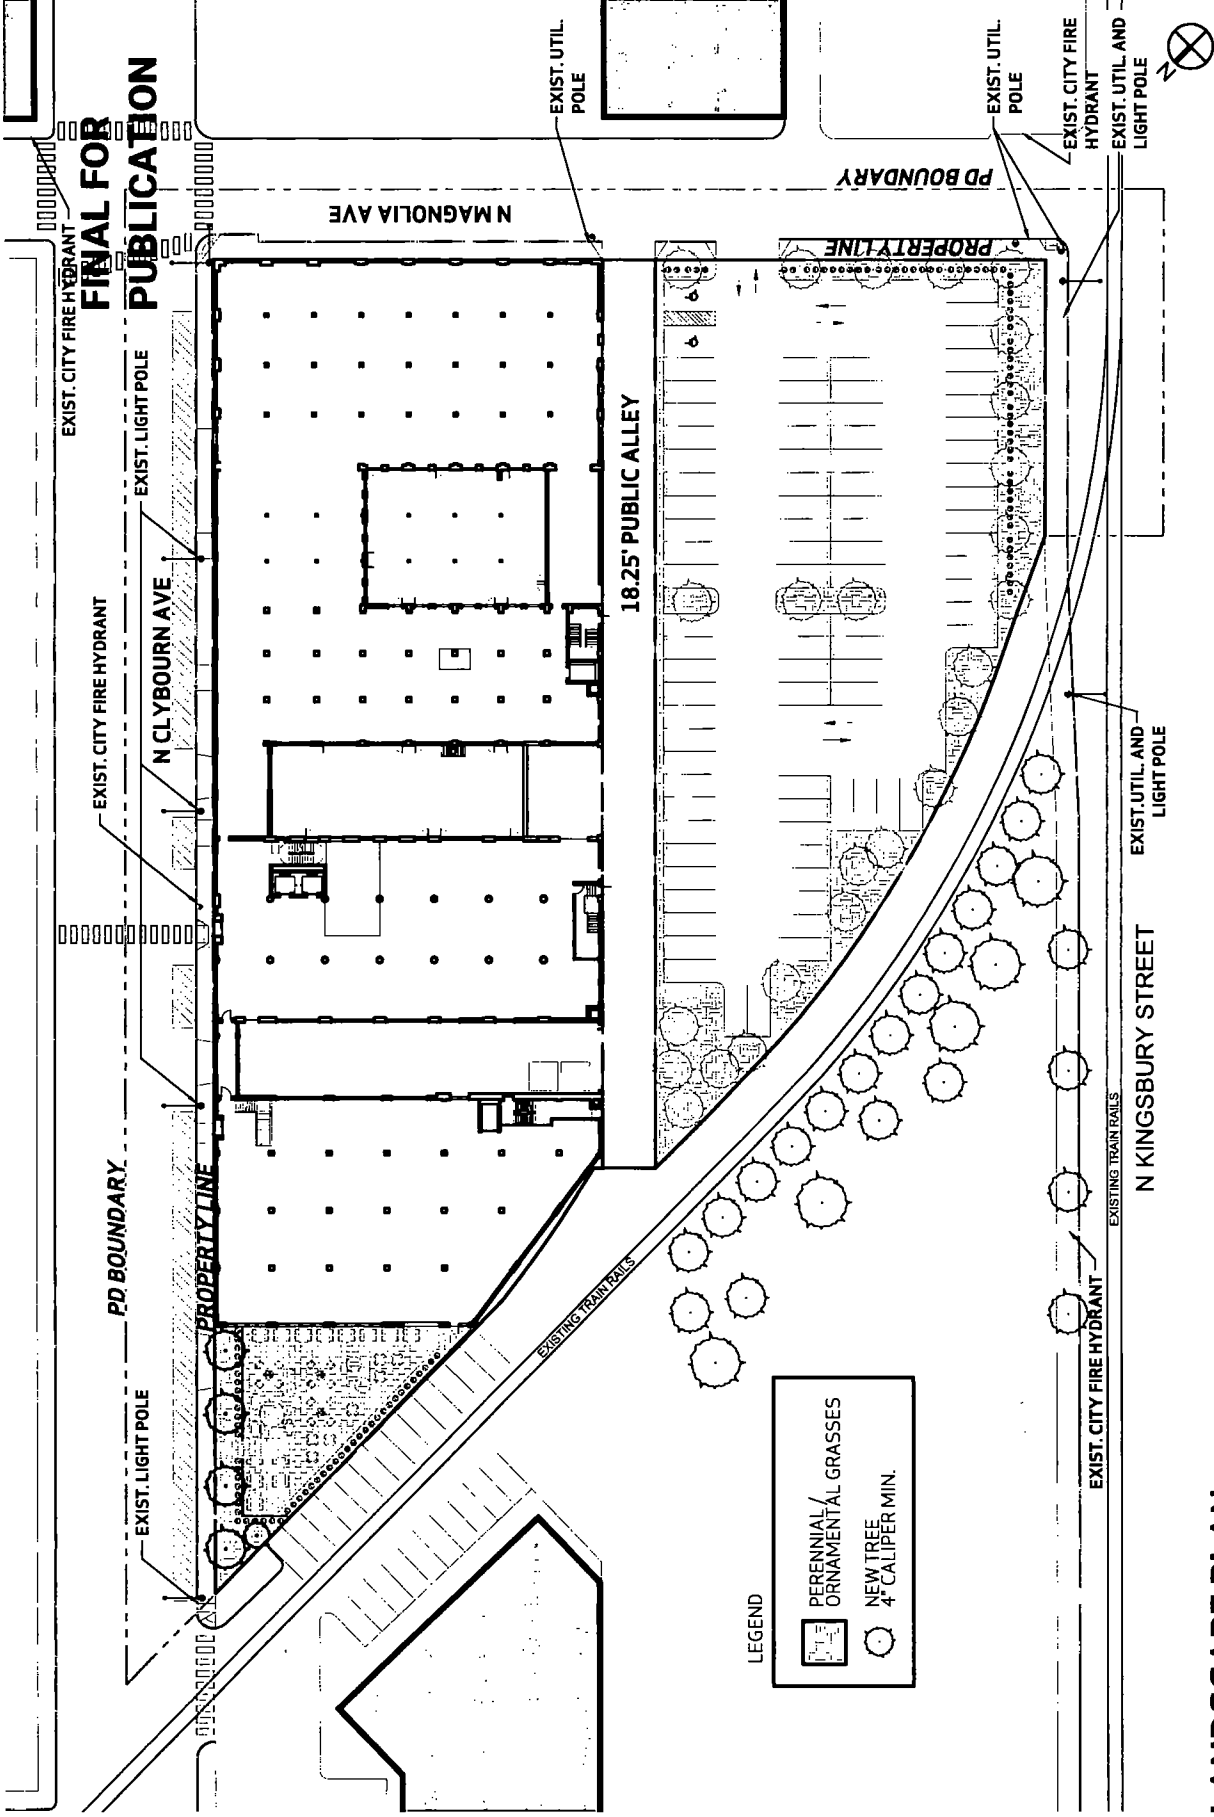 FINAL FOR
PUBLICATION
EXIST. CITY FIRE HYDRANT
EXIST. LIGHT POLE
EXIST. CITY FIRE HYDRANT
N CLYBOURN AVE
PD BOUNDARY
PROPERTY LINE
EXIST. LIGHT POLE
N MAGNOLIA AVE
EXIST. UTIL.
POLE
PD BOUNDARY
PROPERTY LINE
EXIST. UTIL.
POLE
EXIST. CITY FIRE
HYDRANT
EXIST. UTIL. AND
LIGHT POLE
N
18.25' PUBLIC ALLEY
EXIST. UTIL. AND
LIGHT POLE
N KINGSBURY STREET
EXISTING TRAIN RAILS
EXISTING TRAIN RAILS
EXIST. CITY FIRE HYDRANT
LEGEND
PERENNIAL/
ORNAMENTAL GRASSES
NEW TREE
4" CALIPER MIN.